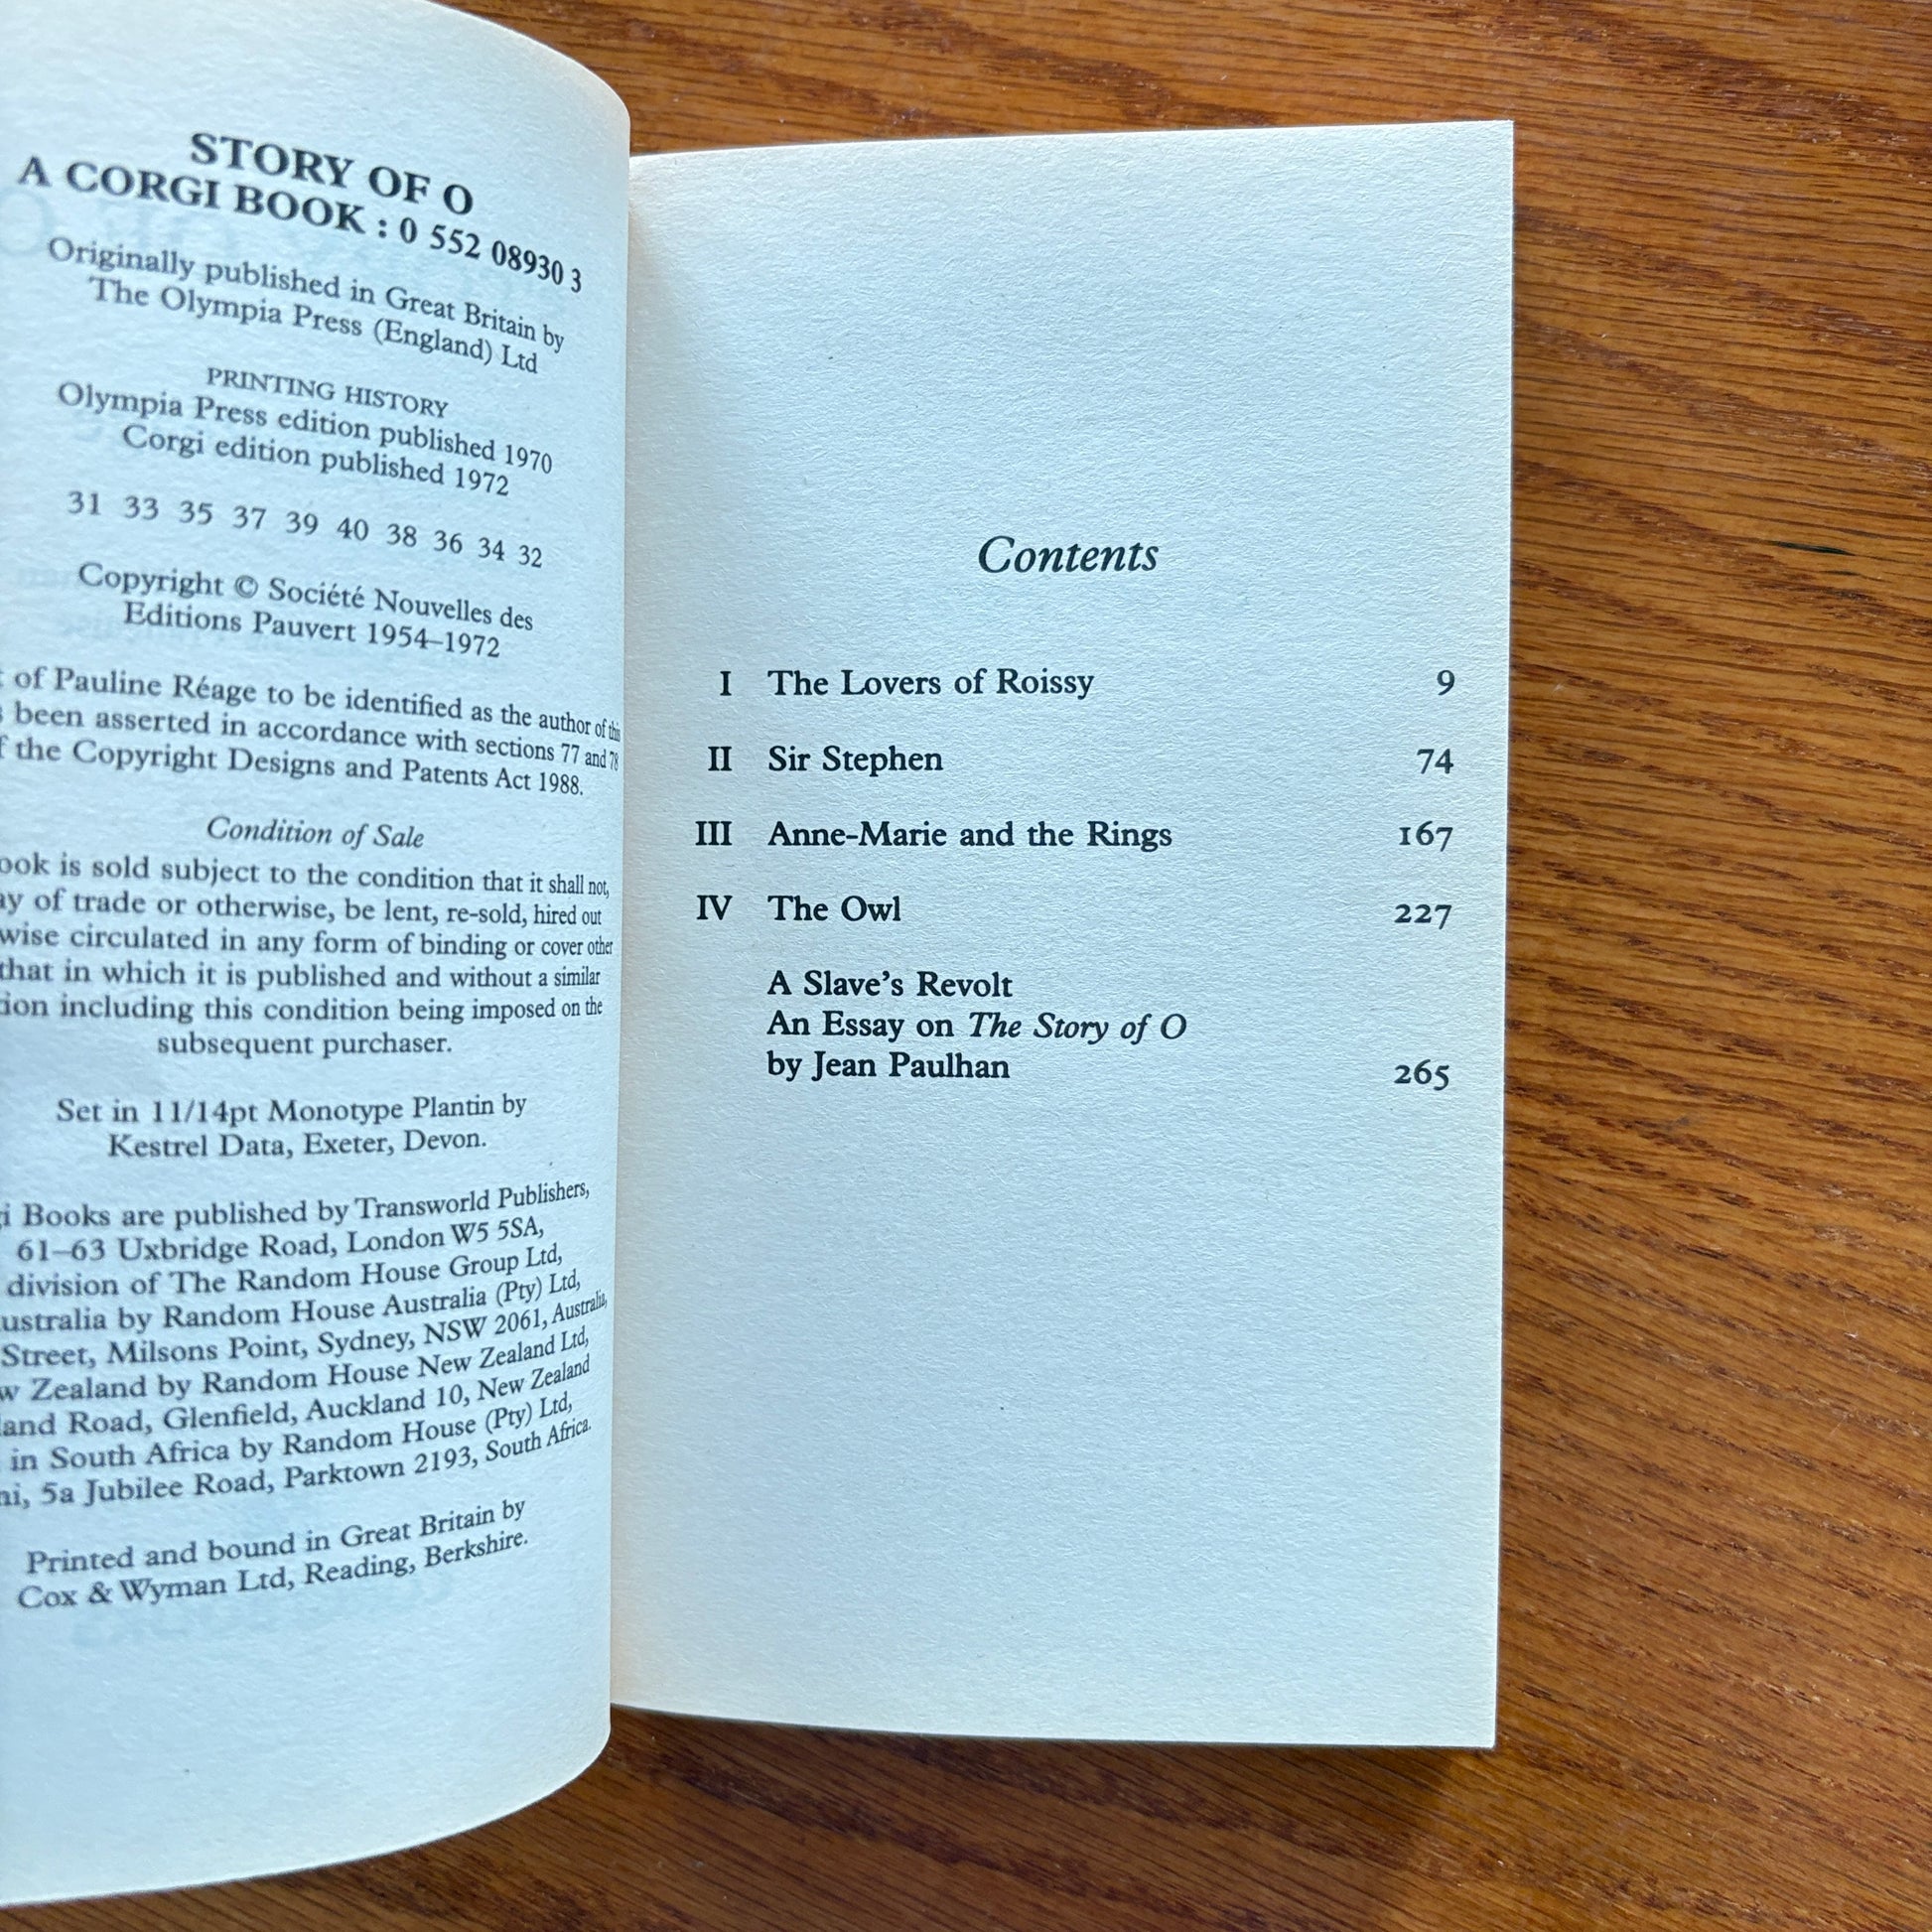 STORY OF O
A CORGI BOOK : 0 552 08930 3
Originally published in Great Britain by
The Olympia Press (England) Ltd
PRINTING HISTORY
Olympia Press edition published 1970
Corgi edition published 1972
31 33 35 37 39 40 38 36 34 32
Copyright © Société Nouvelles des
Editions Pauvert 1954–1972
of Pauline Réage to be identified as the author of this
been asserted in accordance with sections 77 and 78
the Copyright Designs and Patents Act 1988.
Condition of Sale
is sold subject to the condition that it shall not,
of trade or otherwise, be lent, re-sold, hired out
circulated in any form of binding or cover other
that in which it is published and without a similar
including this condition being imposed on the
subsequent purchaser.
Set in 11/14pt Monotype Plantin by
Kestrel Data, Exeter, Devon.
Books are published by Transworld Publishers,
61–63 Uxbridge Road, London W5 5SA,
division of The Random House Group Ltd,
by Random House Australia (Pty) Ltd,
Street, Milsons Point, Sydney, NSW 2061, Australia,
Zealand by Random House New Zealand Ltd,
Road, Glenfield, Auckland 10, New Zealand
in South Africa by Random House (Pty) Ltd,
5a Jubilee Road, Parktown 2193, South Africa.
Printed and bound in Great Britain by
Cox & Wyman Ltd, Reading, Berkshire.
Contents
I The Lovers of Roissy 9
II Sir Stephen 74
III Anne-Marie and the Rings 167
IV The Owl 227
A Slave's Revolt
An Essay on The Story of O
by Jean Paulhan 265